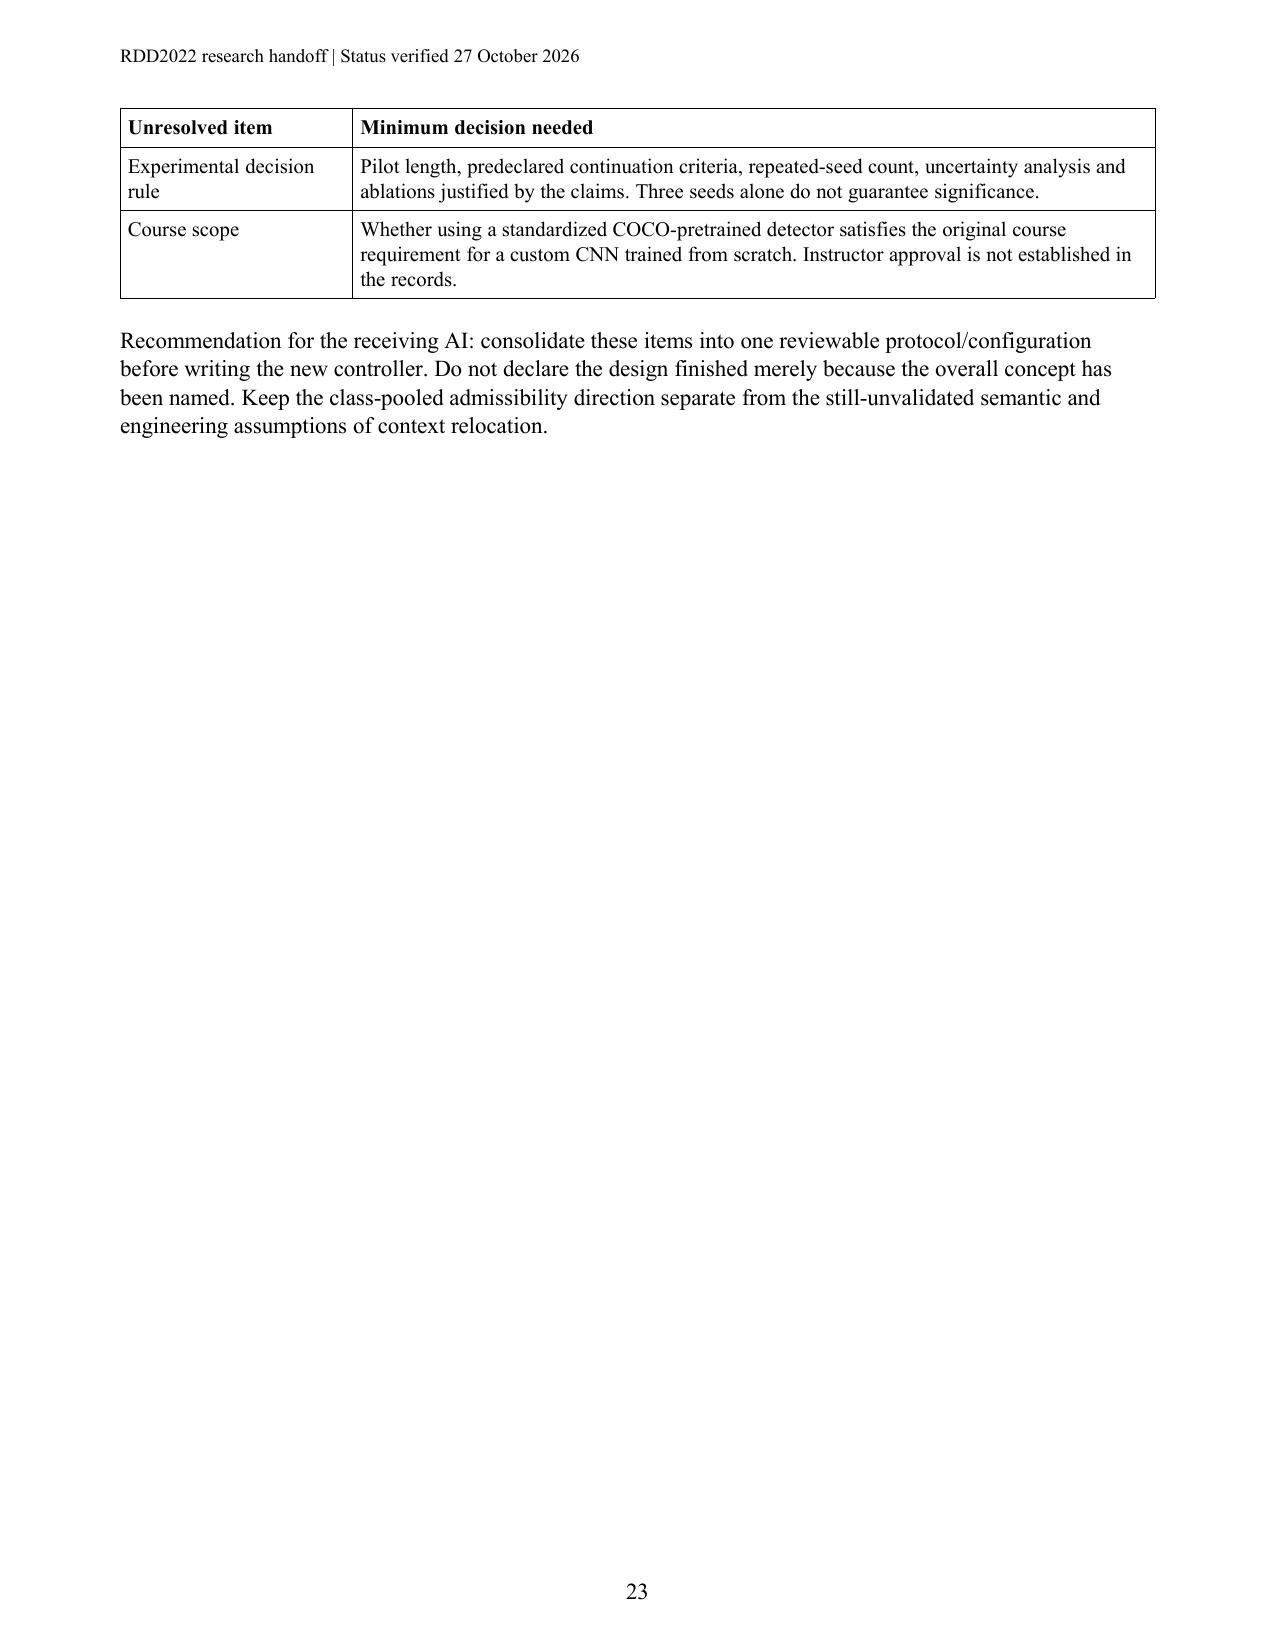 RDD2022 research handoff | Status verified 27 October 2026
Unresolved item
Minimum decision needed
Experimental decision
rule
Pilot length, predeclared continuation criteria, repeated-seed count, uncertainty analysis and
ablations justified by the claims. Three seeds alone do not guarantee significance.
Course scope
Whether using a standardized COCO-pretrained detector satisfies the original course
requirement for a custom CNN trained from scratch. Instructor approval is not established in
the records.
Recommendation for the receiving AI: consolidate these items into one reviewable protocol/configuration
before writing the new controller. Do not declare the design finished merely because the overall concept has
been named. Keep the class-pooled admissibility direction separate from the still-unvalidated semantic and
engineering assumptions of context relocation.
23